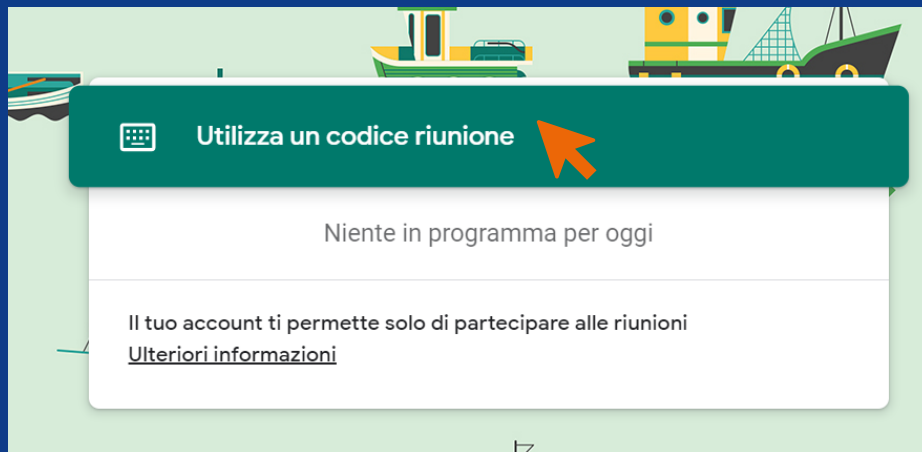 Utilizza un codice riunione
Niente in programma per oggi
Il tuo account ti permette solo di partecipare alle riunioni
Ulteriori informazioni